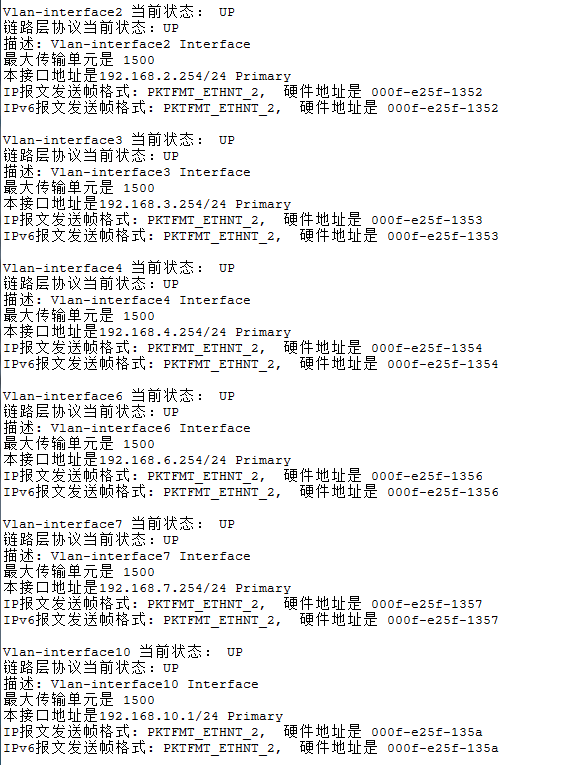 Vlan-interface2 当前状态： UP
链路层协议当前状态：UP
描述：Vlan-interface2 Interface
最大传输单元是 1500
本接口地址是192.168.2.254/24 Primary
IP报文发送帧格式：PKTFMT_ETHNT_2， 硬件地址是 000f-e25f-1352
IPv6报文发送帧格式：PKTFMT_ETHNT_2， 硬件地址是 000f-e25f-1352
Vlan-interface3 当前状态： UP
链路层协议当前状态：UP
描述：Vlan-interface3 Interface
最大传输单元是 1500
本接口地址是192.168.3.254/24 Primary
IP报文发送帧格式：PKTFMT_ETHNT_2， 硬件地址是 000f-e25f-1353
IPv6报文发送帧格式：PKTFMT_ETHNT_2， 硬件地址是 000f-e25f-1353
Vlan-interface4 当前状态： UP
链路层协议当前状态：UP
描述：Vlan-interface4 Interface
最大传输单元是 1500
本接口地址是192.168.4.254/24 Primary
IP报文发送帧格式：PKTFMT_ETHNT_2， 硬件地址是 000f-e25f-1354
IPv6报文发送帧格式：PKTFMT_ETHNT_2， 硬件地址是 000f-e25f-1354
Vlan-interface6 当前状态： UP
链路层协议当前状态：UP
描述：Vlan-interface6 Interface
最大传输单元是 1500
本接口地址是192.168.6.254/24 Primary
IP报文发送帧格式：PKTFMT_ETHNT_2， 硬件地址是 000f-e25f-1356
IPv6报文发送帧格式：PKTFMT_ETHNT_2， 硬件地址是 000f-e25f-1356
Vlan-interface7 当前状态： UP
链路层协议当前状态：UP
描述：Vlan-interface7 Interface
最大传输单元是 1500
本接口地址是192.168.7.254/24 Primary
IP报文发送帧格式：PKTFMT_ETHNT_2， 硬件地址是 000f-e25f-1357
IPv6报文发送帧格式：PKTFMT_ETHNT_2， 硬件地址是 000f-e25f-1357
Vlan-interface10 当前状态： UP
链路层协议当前状态：UP
描述：Vlan-interface10 Interface
最大传输单元是 1500
本接口地址是192.168.10.1/24 Primary
IP报文发送帧格式：PKTFMT_ETHNT_2， 硬件地址是 000f-e25f-135a
IPv6报文发送帧格式：PKTFMT_ETHNT_2， 硬件地址是 000f-e25f-135a